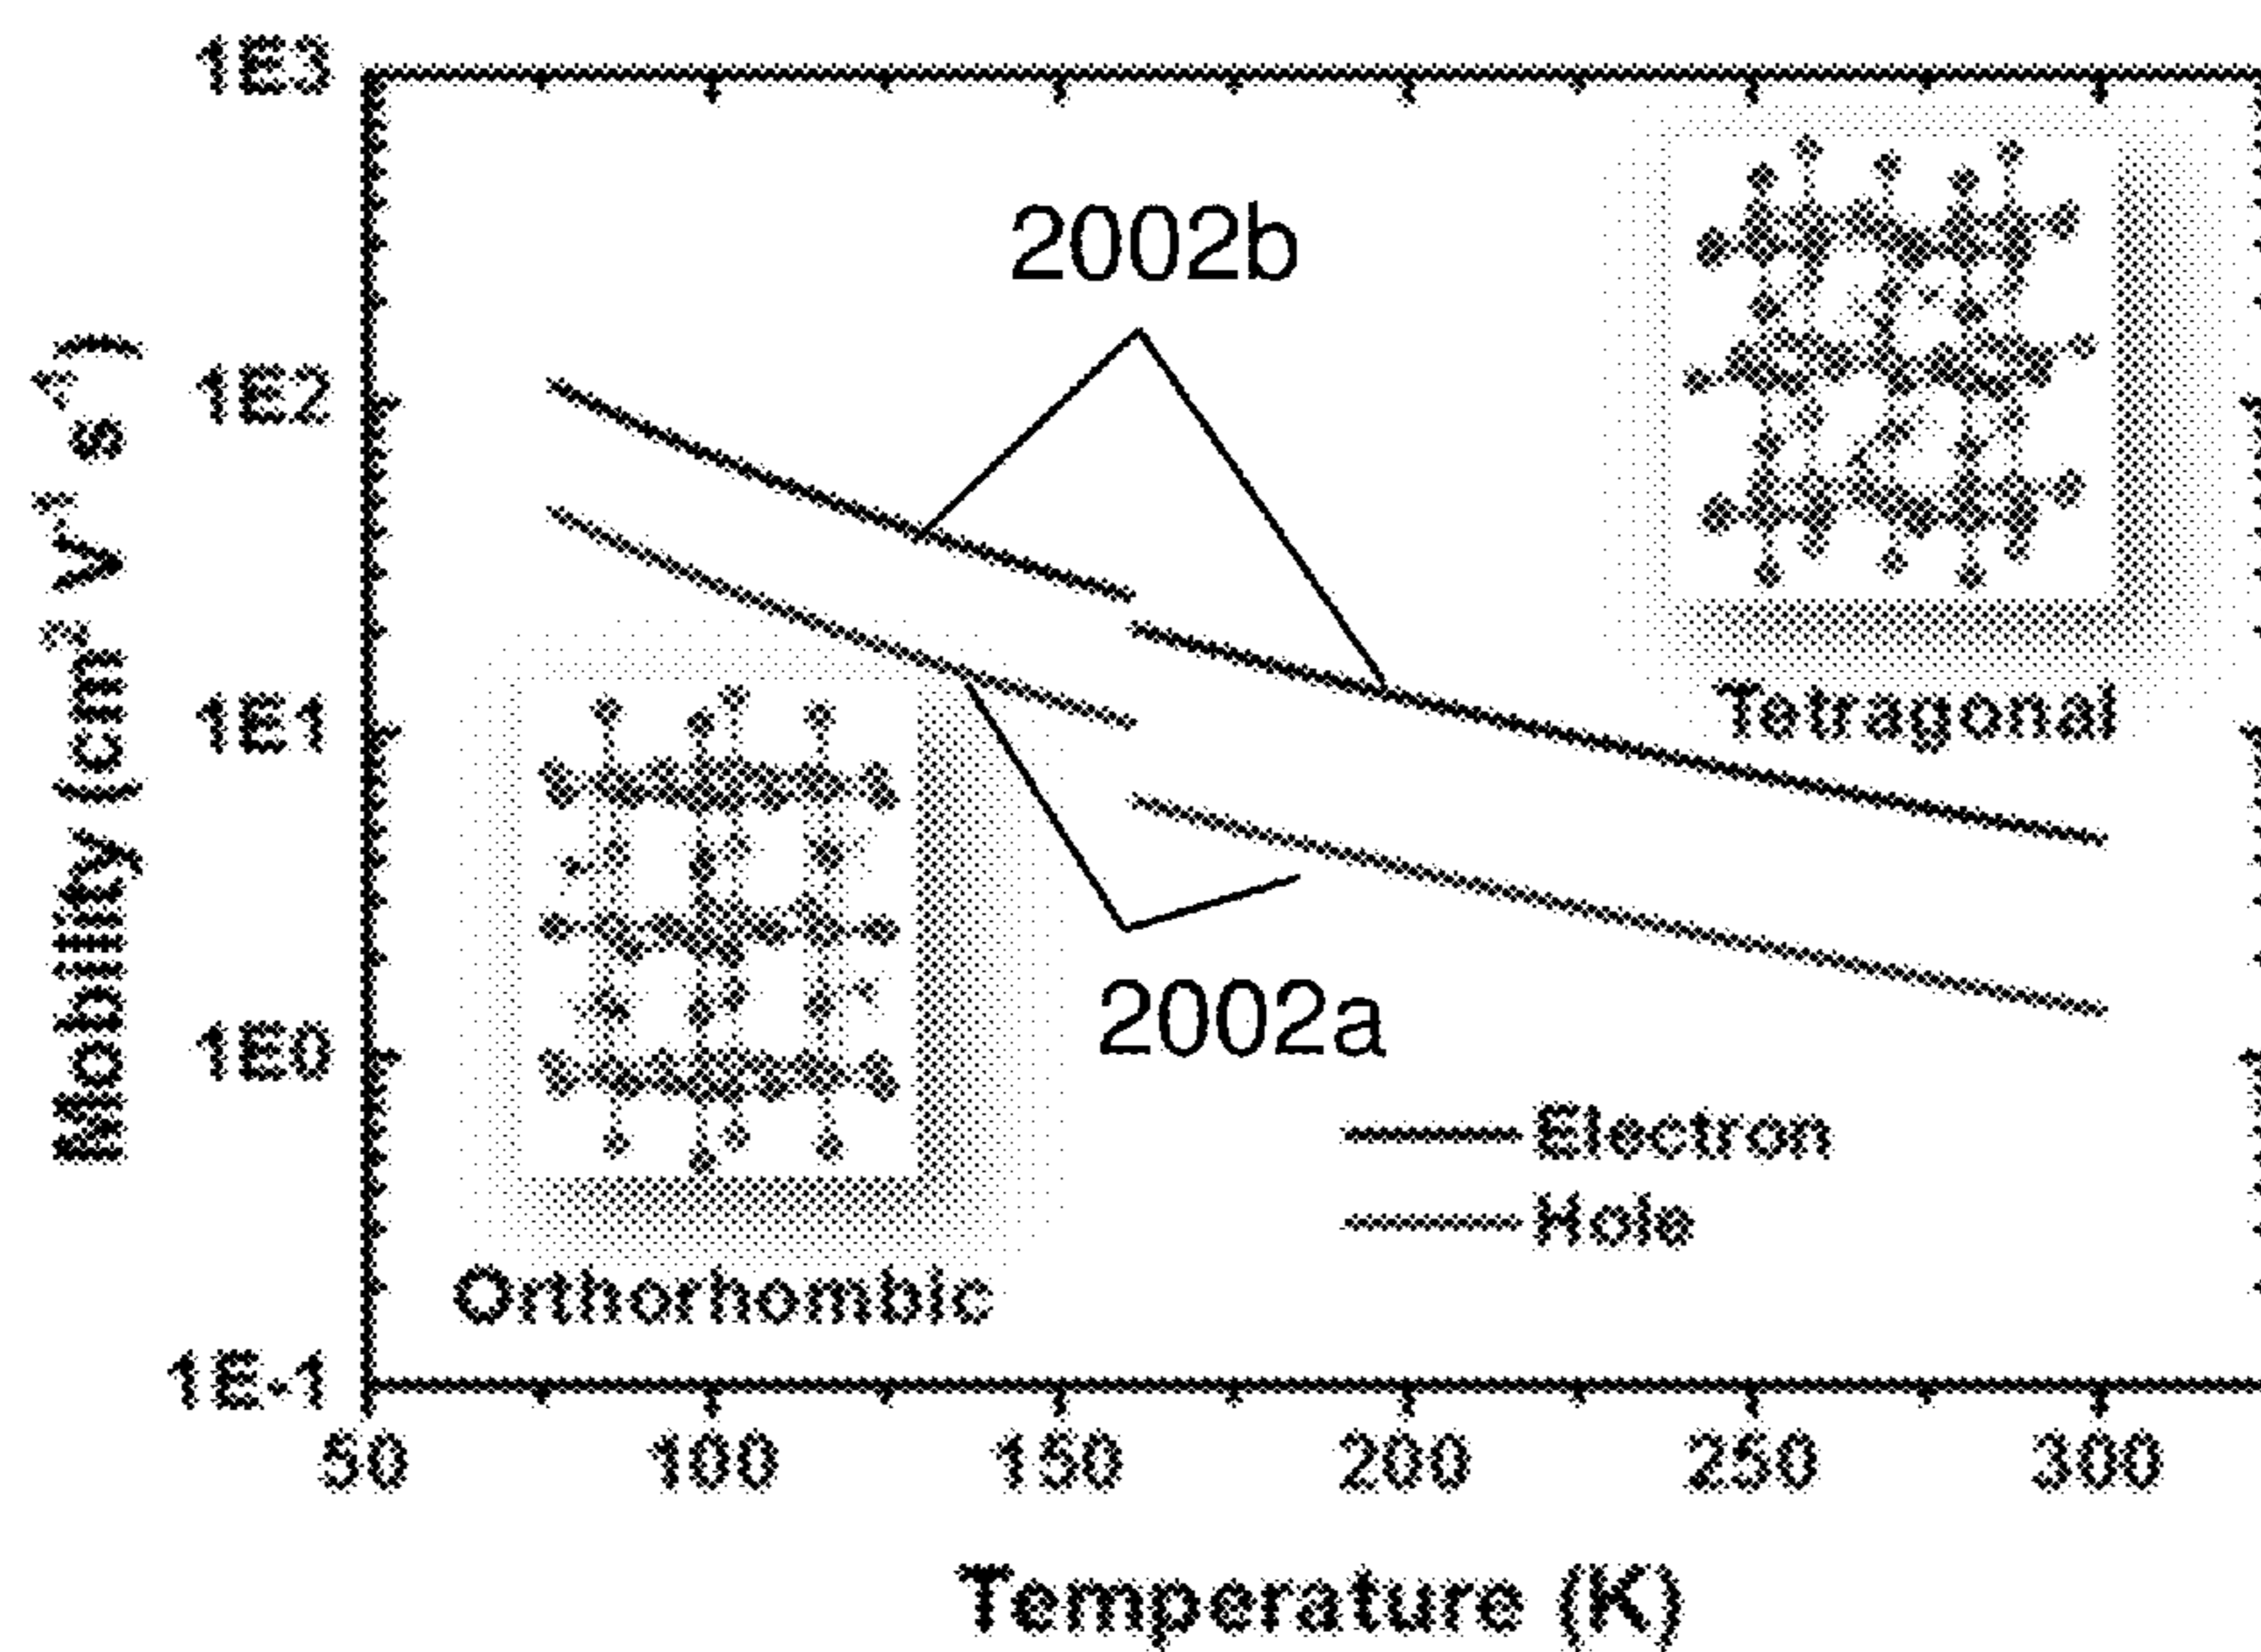 1E3
1E2
1E1
1E0
1E-1
Mobility (cm² V⁻¹ s⁻¹)
2002b
Tetragonal
2002a
Electron
Hole
Orthorhombic
50 100 150 200 250 300
Temperature (K)